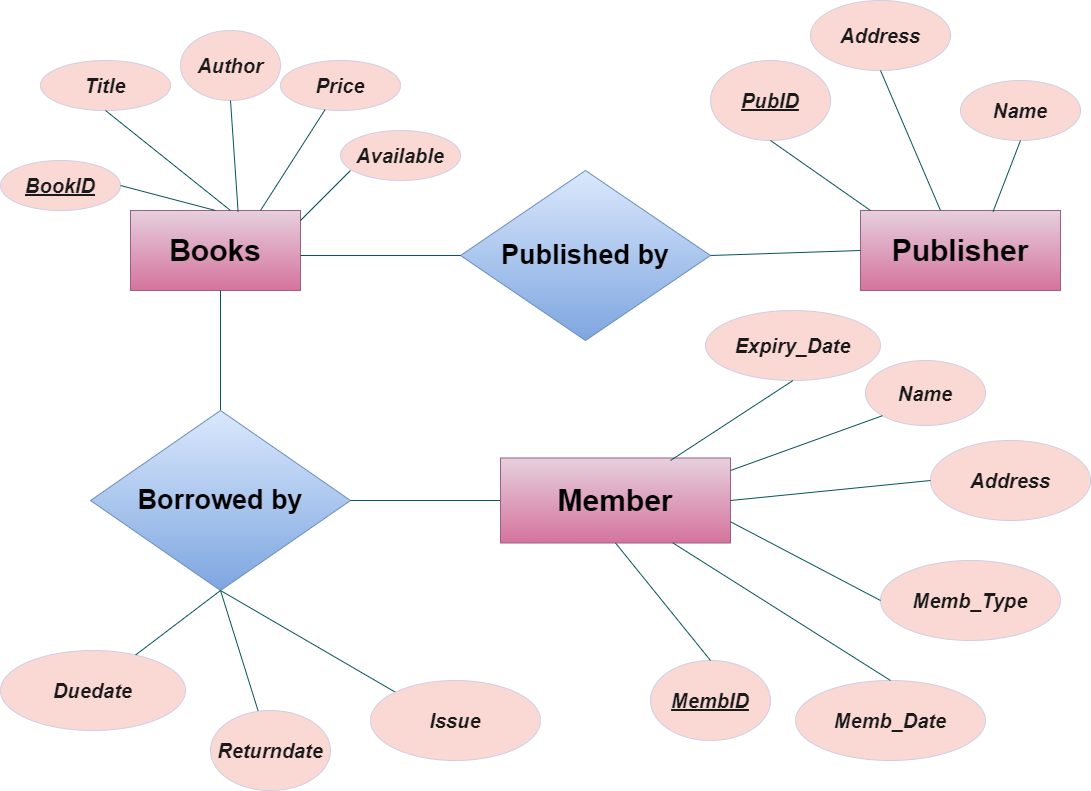 Address
Author
Title
Price
PubID
Name
Available
BookID
Books
Published by
Publisher
Expiry_Date
Name
Address
Borrowed by
Member
Memb_Type
Duedate
MembID
Issue
Memb_Date
Returndate